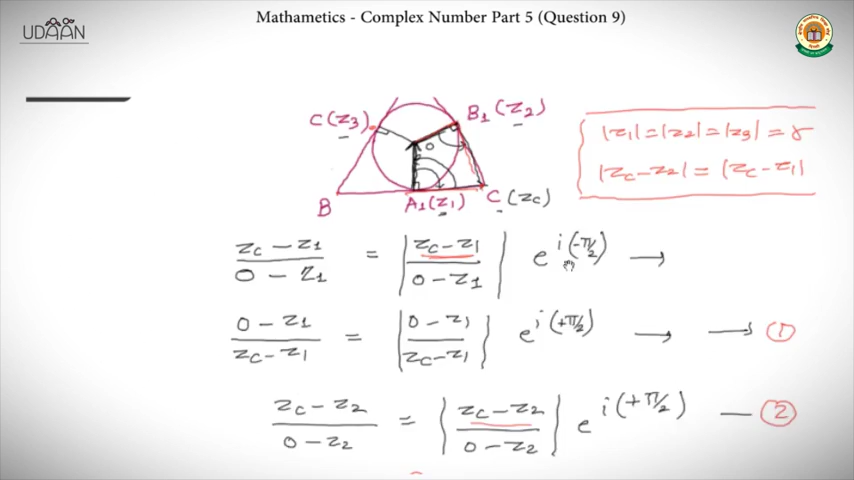 Mathametics - Complex Number Part 5 (Question 9)
UDAAN
C(z3)
B1(z2)
O
B
A1(z1)
C(zc)
|z1|=|z2|=|z3|=r
|zc-z2|=|zc-z1|
(zc-z1)/(0-z1) = |(zc-z1)/(0-z1)| e^i(-π/2) →
(0-z1)/(zc-z1) = |(0-z1)/(zc-z1)| e^i(+π/2) → → ①
(zc-z2)/(0-z2) = |(zc-z2)/(0-z2)| e^i(+π/2) — ②